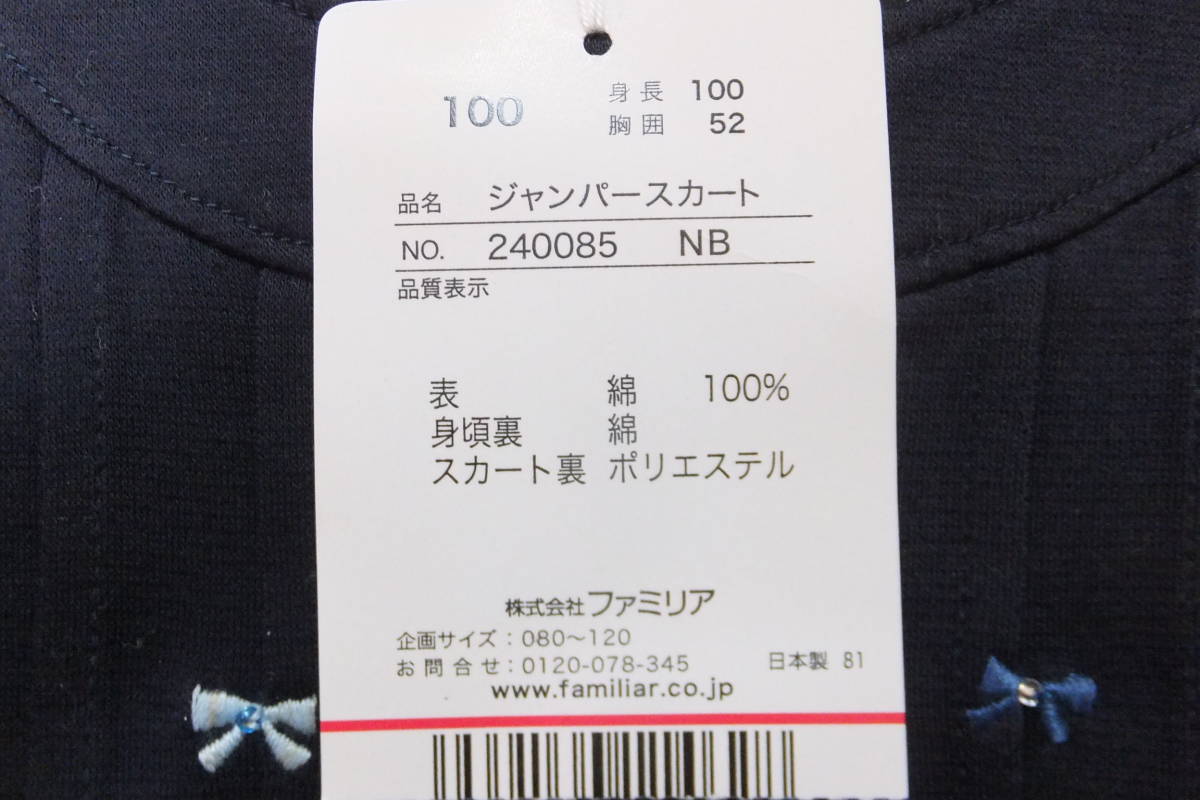 100 身長 100
胸囲 52
品名 ジャンパースカート
NO. 240085 NB
品質表示
表 綿 100%
身頃裏 綿
スカート裏 ポリエステル
株式会社ファミリア
企画サイズ：080〜120
お問合せ：0120-078-345 日本製 81
www.familiar.co.jp